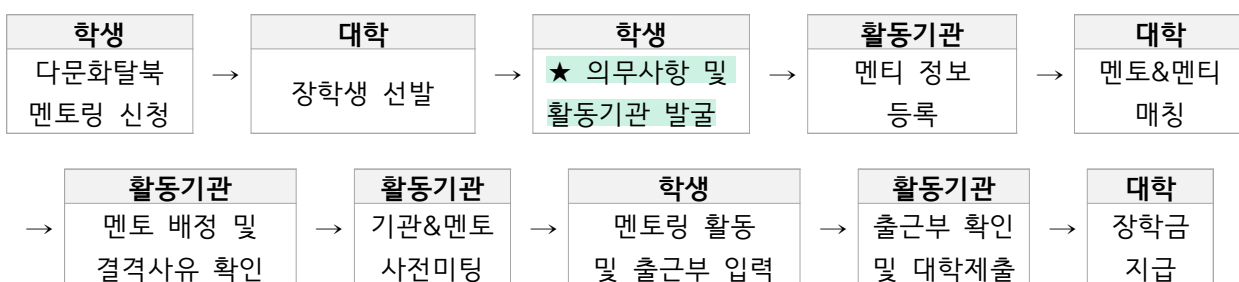 학생 대학 학생 활동기관 대학
다문화탈북 → 장학생 선발 → ★ 의무사항 및 → 멘티 정보 → 멘토&멘티
멘토링 신청 활동기관 발굴 등록 매칭
활동기관 활동기관 학생 활동기관 대학
→ 멘토 배정 및 → 기관&멘토 → 멘토링 활동 → 출근부 확인 → 장학금
결격사유 확인 사전미팅 및 출근부 입력 및 대학제출 지급